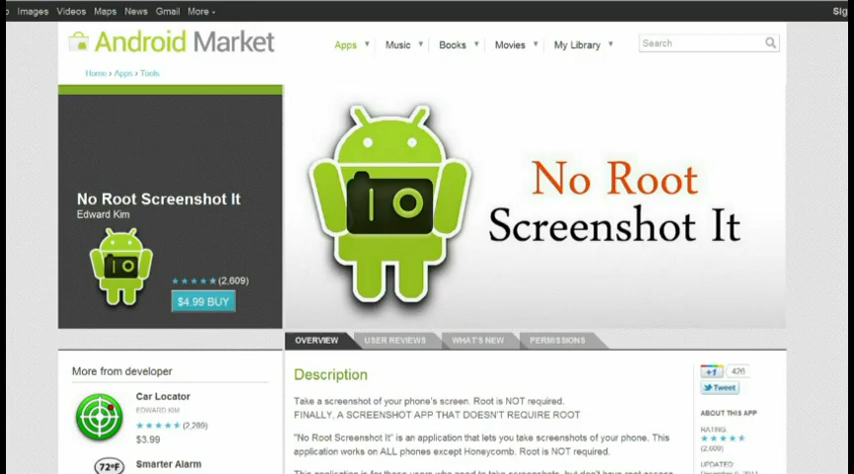 Images Videos Maps News Gmail More
Android Market
Apps Music Books Movies My Library Search
Home › Apps › Tools
No Root Screenshot It
Edward Kim
(2,609)
$4.99 BUY
No Root
Screenshot It
OVERVIEW USER REVIEWS WHAT'S NEW PERMISSIONS
More from developer
Car Locator
EDWARD KIM
(2,289)
$3.99
72°F
Smarter Alarm
Description
Take a screenshot of your phone's screen. Root is NOT required.
FINALLY, A SCREENSHOT APP THAT DOESN'T REQUIRE ROOT
"No Root Screenshot It" is an application that lets you take screenshots of your phone. This
application works on ALL phones except Honeycomb. Root is NOT required.
+1 426
Tweet
ABOUT THIS APP
RATING:
(2,609)
UPDATED: